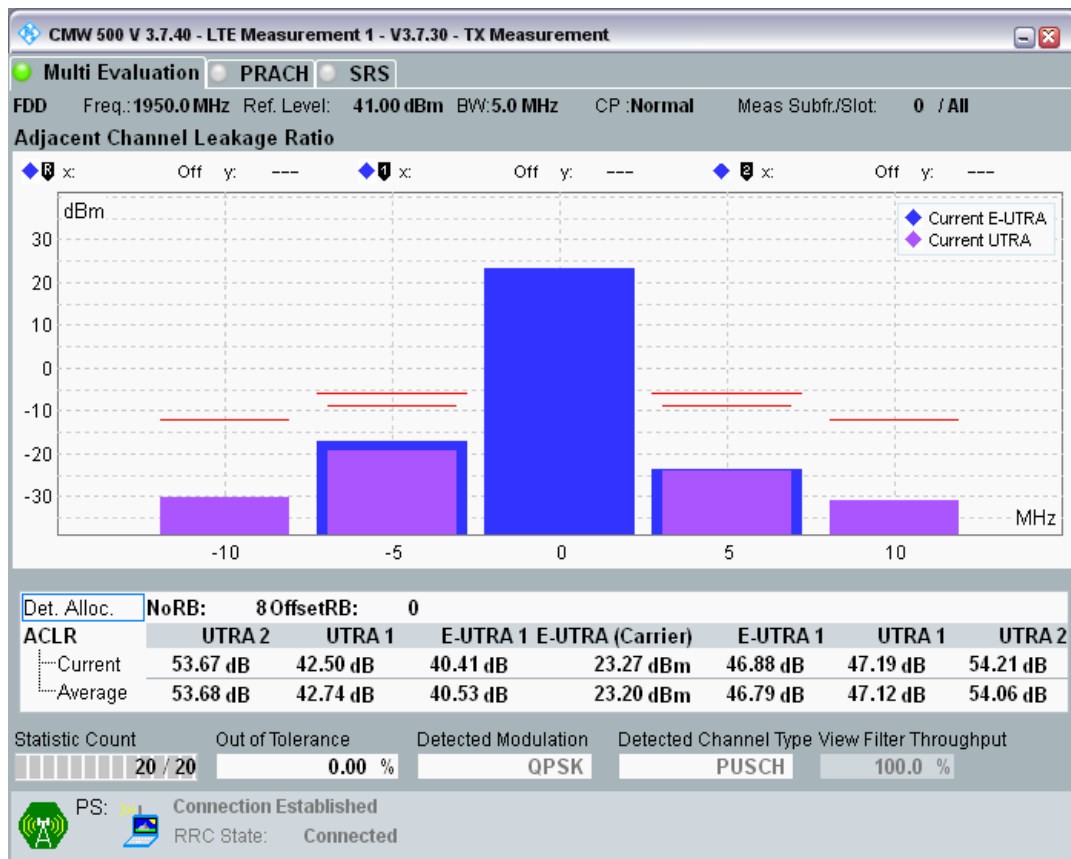 CMW 500 V 3.7.40 - LTE Measurement 1 - V3.7.30 - TX Measurement
Multi Evaluation PRACH SRS
FDD Freq.:1950.0 MHz Ref. Level: 41.00 dBm BW:5.0 MHz CP :Normal Meas Subfr./Slot: 0 / All
Adjacent Channel Leakage Ratio
R x: Off y: --- 1 x: Off y: --- 2 x: Off y: ---
dBm
Current E-UTRA
Current UTRA
30
20
10
0
-10
-20
-30
MHz
-10 -5 0 5 10
Det. Alloc. NoRB: 8 OffsetRB: 0
ACLR UTRA 2 UTRA 1 E-UTRA 1 E-UTRA (Carrier) E-UTRA 1 UTRA 1 UTRA 2
Current 53.67 dB 42.50 dB 40.41 dB 23.27 dBm 46.88 dB 47.19 dB 54.21 dB
Average 53.68 dB 42.74 dB 40.53 dB 23.20 dBm 46.79 dB 47.12 dB 54.06 dB
Statistic Count Out of Tolerance Detected Modulation Detected Channel Type View Filter Throughput
20 / 20 0.00 % QPSK PUSCH 100.0 %
PS: Connection Established
RRC State: Connected